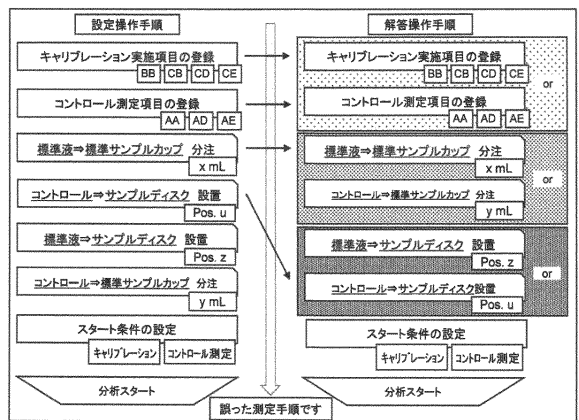 設定操作手順
キャリブレーション実施項目の登録
BB CB CD CE
コントロール測定項目の登録
AA AD AE
標準液⇒標準サンプルカップ 分注
x mL
コントロール⇒サンプルディスク 設置
Pos. u
標準液⇒サンプルディスク 設置
Pos. z
コントロール⇒標準サンプルカップ 分注
y mL
スタート条件の設定
キャリブレーション コントロール測定
分析スタート
解答操作手順
キャリブレーション実施項目の登録
BB CB CD CE
or
コントロール測定項目の登録
AA AD AE
標準液⇒標準サンプルカップ 分注
x mL
or
コントロール⇒標準サンプルカップ 分注
y mL
標準液⇒サンプルディスク 設置
Pos. z
or
コントロール⇒サンプルディスク設置
Pos. u
スタート条件の設定
キャリブレーション コントロール測定
分析スタート
誤った測定手順です